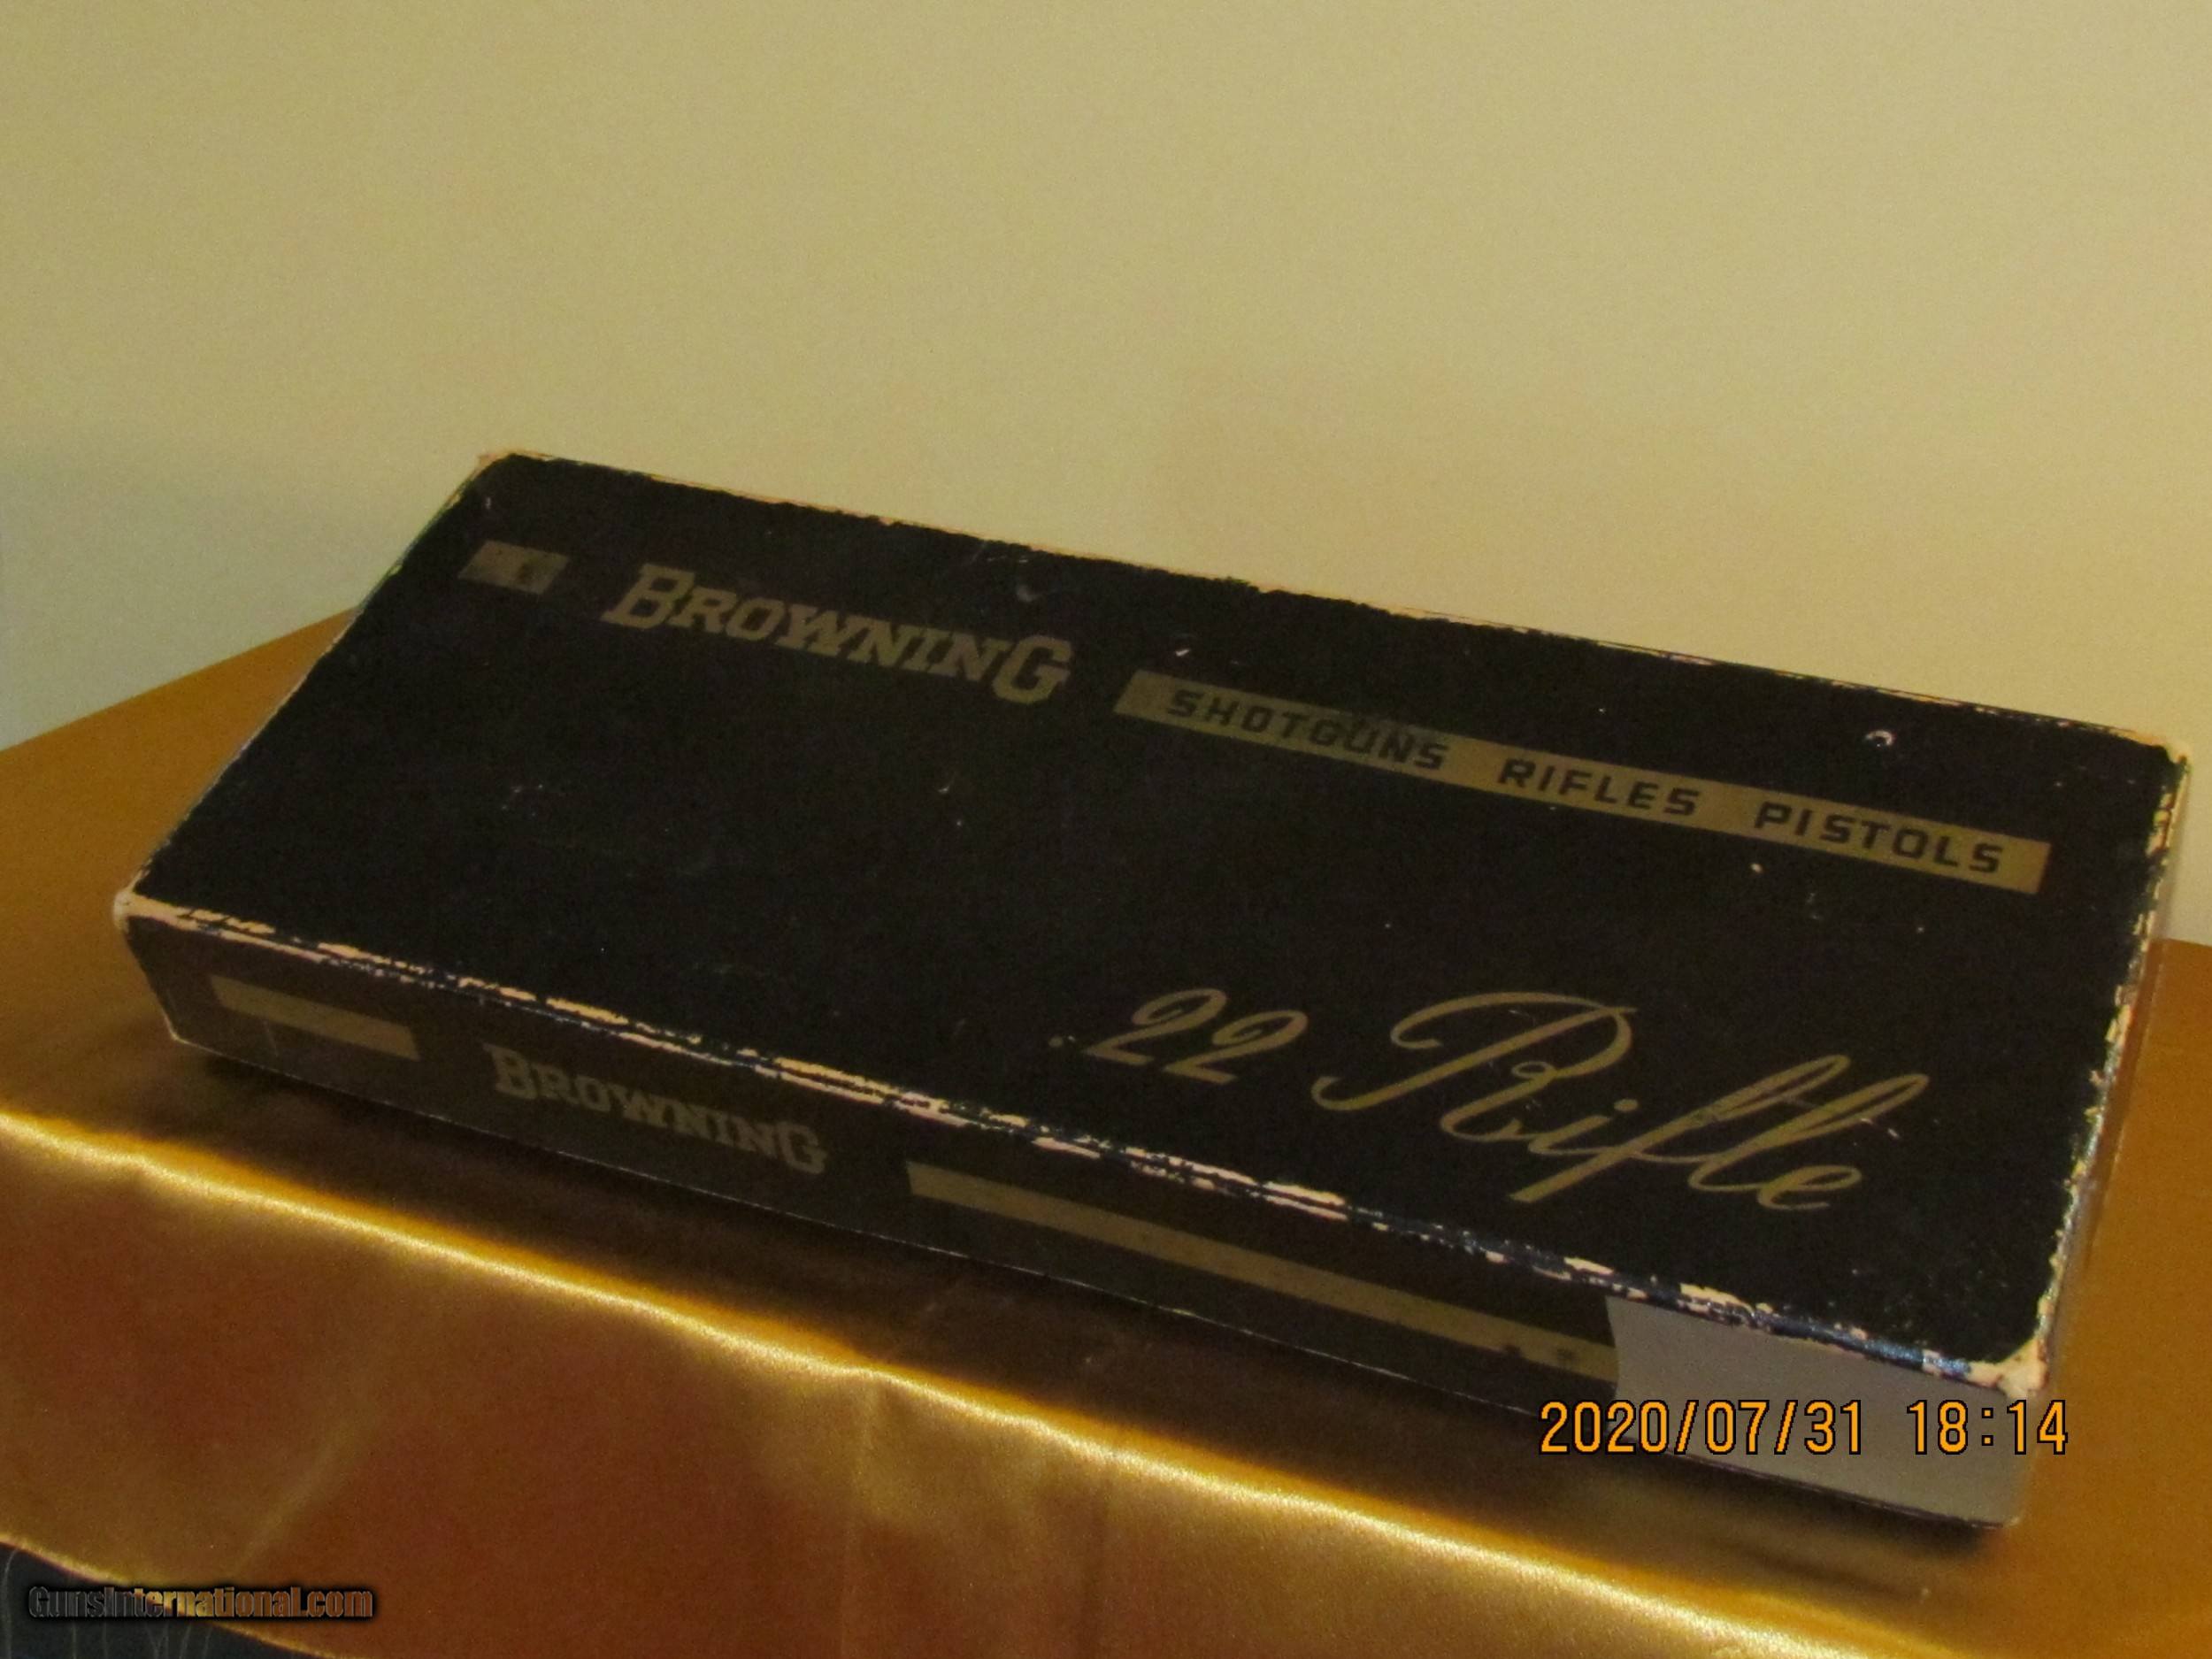 BROWNING
SHOTGUNS RIFLES PISTOLS
.22 Rifle
BROWNING
2020/07/31 18:14
GunsInternational.com